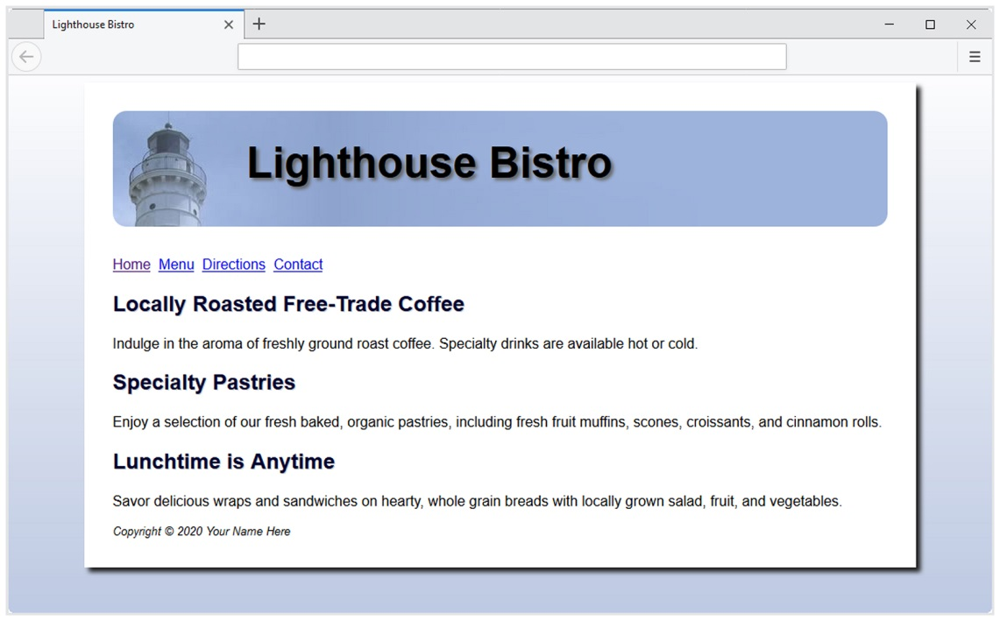 Lighthouse Bistro
Lighthouse Bistro
Home Menu Directions Contact
Locally Roasted Free-Trade Coffee
Indulge in the aroma of freshly ground roast coffee. Specialty drinks are available hot or cold.
Specialty Pastries
Enjoy a selection of our fresh baked, organic pastries, including fresh fruit muffins, scones, croissants, and cinnamon rolls.
Lunchtime is Anytime
Savor delicious wraps and sandwiches on hearty, whole grain breads with locally grown salad, fruit, and vegetables.
Copyright © 2020 Your Name Here